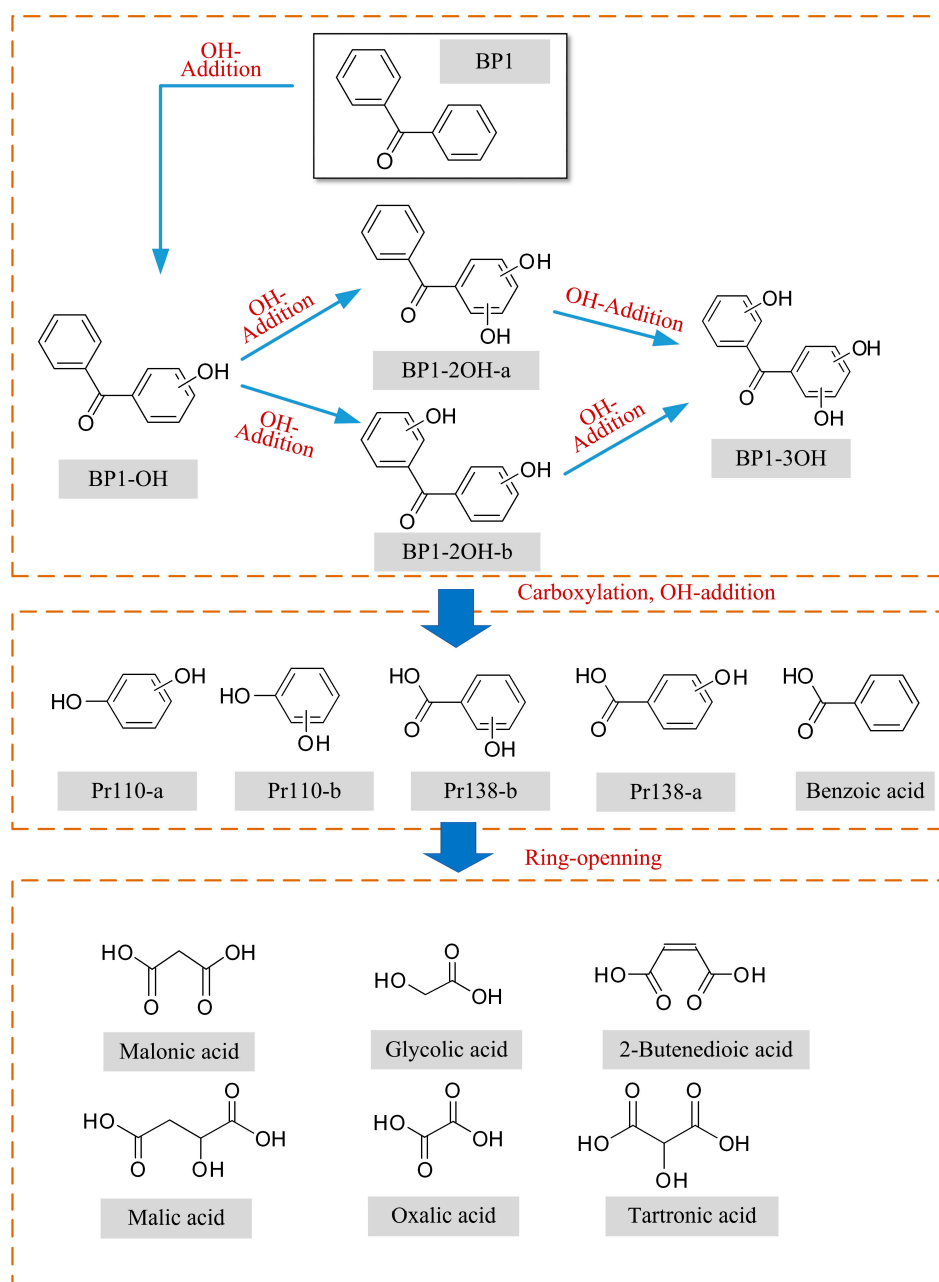 OH-
Addition
BP1
O
OH
OH
O
BP1-2OH-a
OH-
Addition
OH-Addition
OH
O
BP1-OH
OH-
Addition
OH
OH
O
BP1-2OH-b
OH-
Addition
OH
OH
OH
O
BP1-3OH
Carboxylation, OH-addition
HO
OH
Pr110-a
HO
OH
Pr110-b
HO
O
OH
Pr138-b
HO
O
OH
Pr138-a
HO
O
Benzoic acid
Ring-openning
HO
OH
O
O
Malonic acid
O
HO
OH
Glycolic acid
HO
O
O
OH
2-Butenedioic acid
O
HO
OH
O
OH
Malic acid
O
HO
OH
O
Oxalic acid
O
O
HO
OH
OH
Tartronic acid